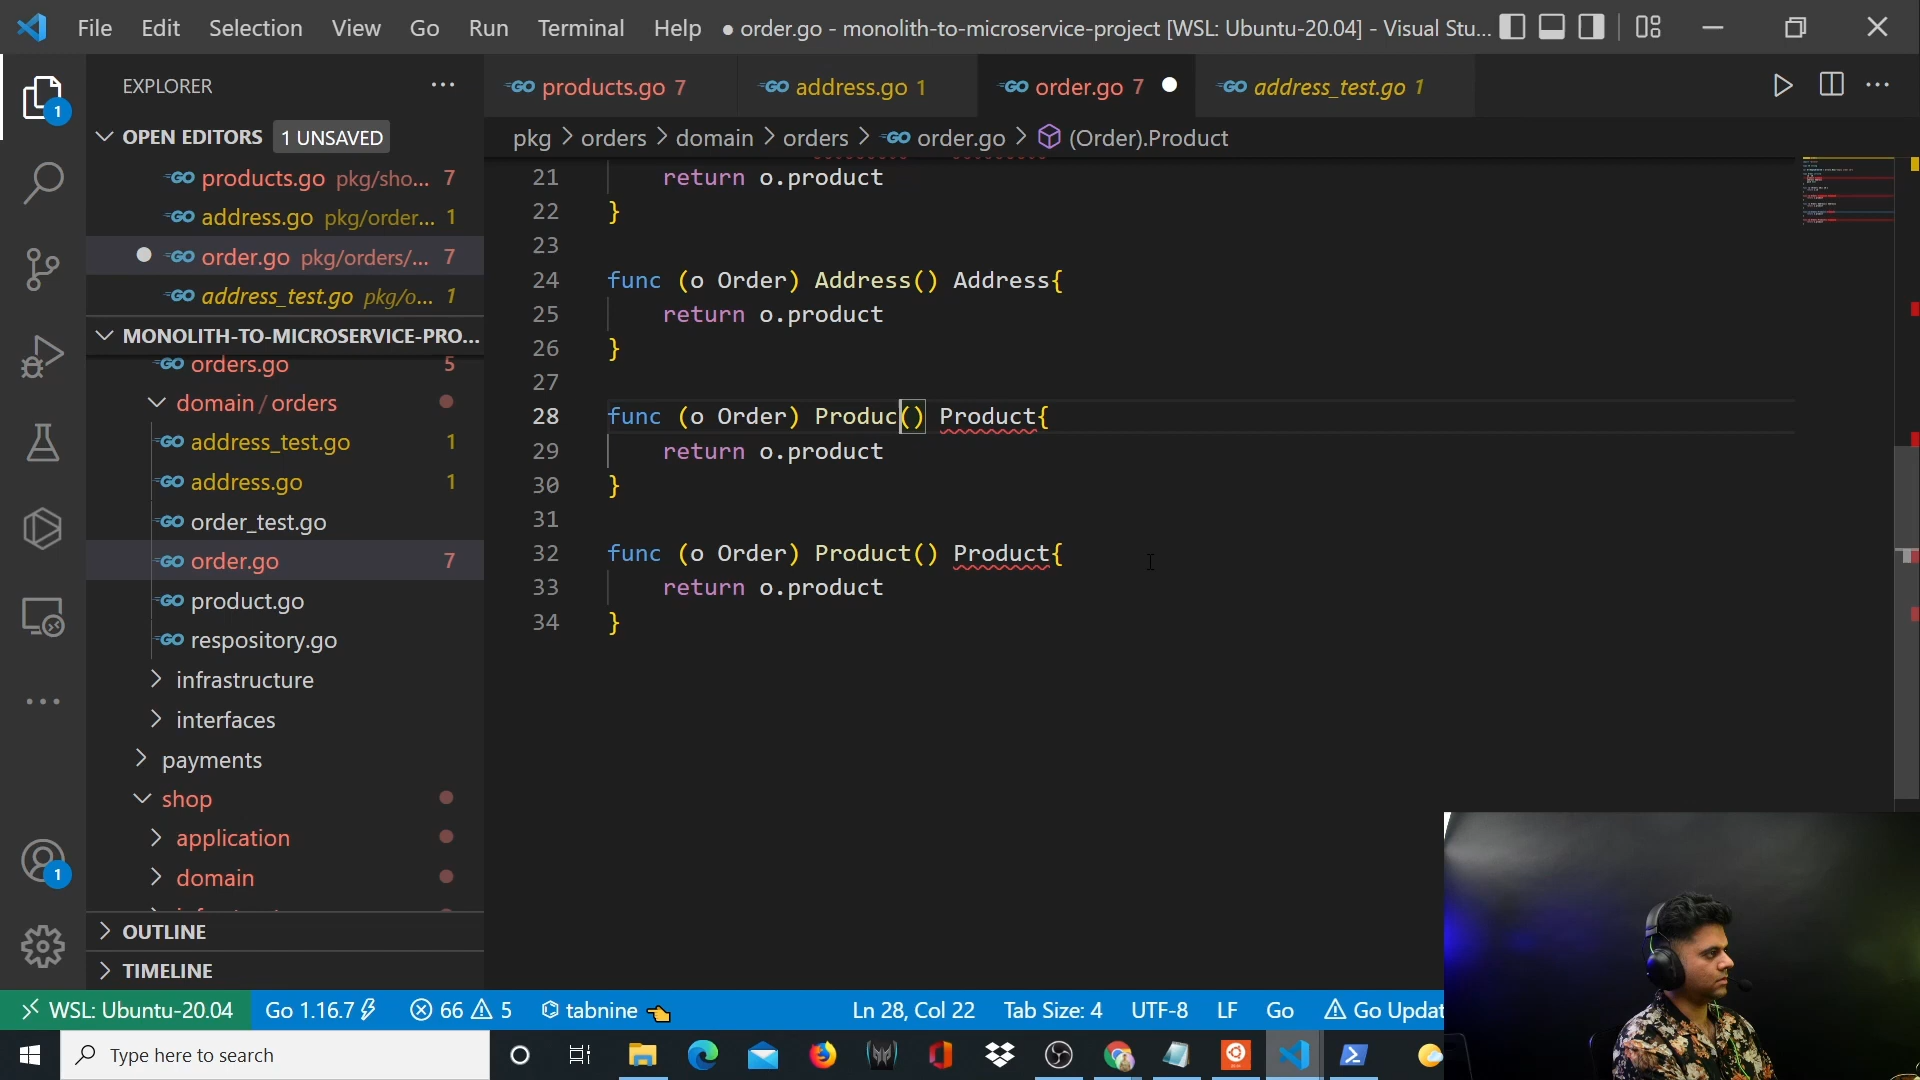 File Edit Selection View Go Run Terminal Help ● order.go - monolith-to-microservice-project [WSL: Ubuntu-20.04] - Visual Stu...
EXPLORER
products.go 7 address.go 1 order.go 7 address_test.go 1
OPEN EDITORS 1 UNSAVED
pkg > orders > domain > orders > order.go > (Order).Product
products.go pkg/sho... 7
address.go pkg/order... 1
order.go pkg/orders/... 7
address_test.go pkg/o... 1
MONOLITH-TO-MICROSERVICE-PRO...
orders.go 5
domain / orders
address_test.go 1
address.go 1
order_test.go
order.go 7
product.go
respository.go
infrastructure
interfaces
payments
shop
application
domain
OUTLINE
TIMELINE
21 return o.product
22 }
23
24 func (o Order) Address() Address{
25 return o.product
26 }
27
28 func (o Order) Produc() Product{
29 return o.product
30 }
31
32 func (o Order) Product() Product{
33 return o.product
34 }
1
1
WSL: Ubuntu-20.04 Go 1.16.7 66 5 tabnine Ln 28, Col 22 Tab Size: 4 UTF-8 LF Go Go Updat
Type here to search